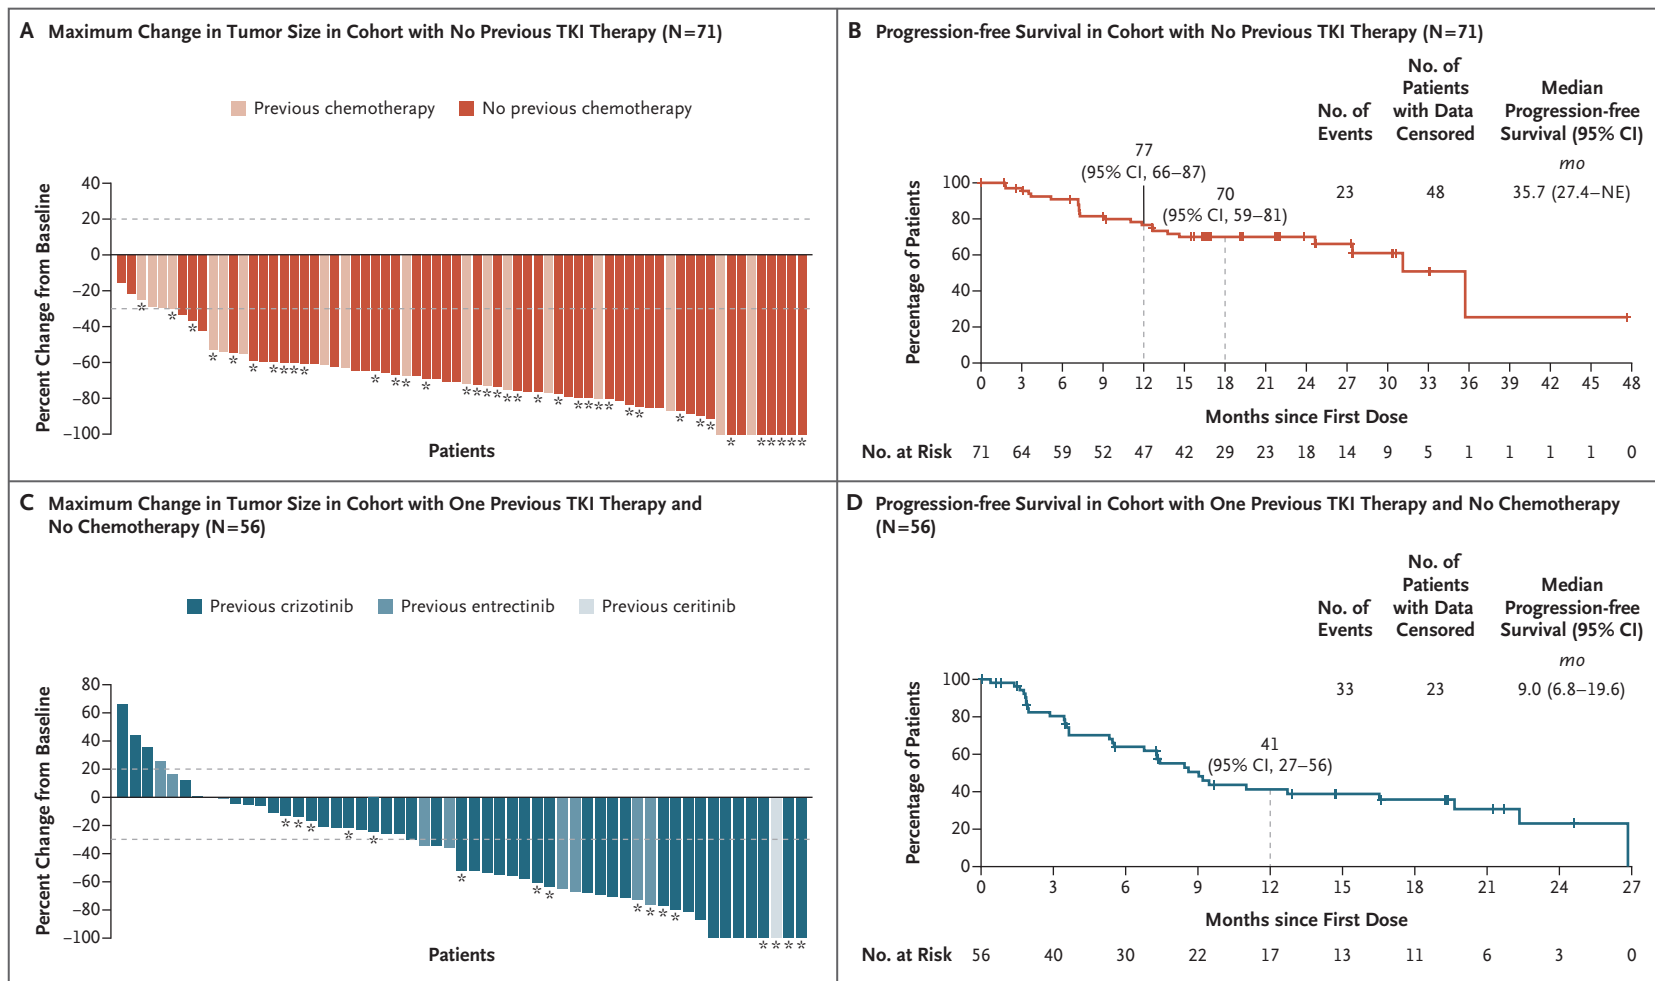 A Maximum Change in Tumor Size in Cohort with No Previous TKI Therapy (N=71)
Previous chemotherapy
No previous chemotherapy
Percent Change from Baseline
40
20
0
–20
–40
–60
–80
–100
* * * * * * * * * * * * * * * * * * * * * * * * * * * * * * * * * * * * * * *
Patients
B Progression-free Survival in Cohort with No Previous TKI Therapy (N=71)
No. of
Events
No. of
Patients
with Data
Censored
Median
Progression-free
Survival (95% CI)
mo
23 48 35.7 (27.4–NE)
77
(95% CI, 66–87)
70
(95% CI, 59–81)
Percentage of Patients
100
80
60
40
20
0
0 3 6 9 12 15 18 21 24 27 30 33 36 39 42 45 48
Months since First Dose
No. at Risk 71 64 59 52 47 42 29 23 18 14 9 5 1 1 1 1 0
C Maximum Change in Tumor Size in Cohort with One Previous TKI Therapy and
No Chemotherapy (N=56)
Previous crizotinib
Previous entrectinib
Previous ceritinib
Percent Change from Baseline
80
60
40
20
0
–20
–40
–60
–80
–100
* * * * * * * * * * * * * * * *
Patients
D Progression-free Survival in Cohort with One Previous TKI Therapy and No Chemotherapy
(N=56)
No. of
Events
No. of
Patients
with Data
Censored
Median
Progression-free
Survival (95% CI)
mo
33 23 9.0 (6.8–19.6)
41
(95% CI, 27–56)
Percentage of Patients
100
80
60
40
20
0
0 3 6 9 12 15 18 21 24 27
Months since First Dose
No. at Risk 56 40 30 22 17 13 11 6 3 0